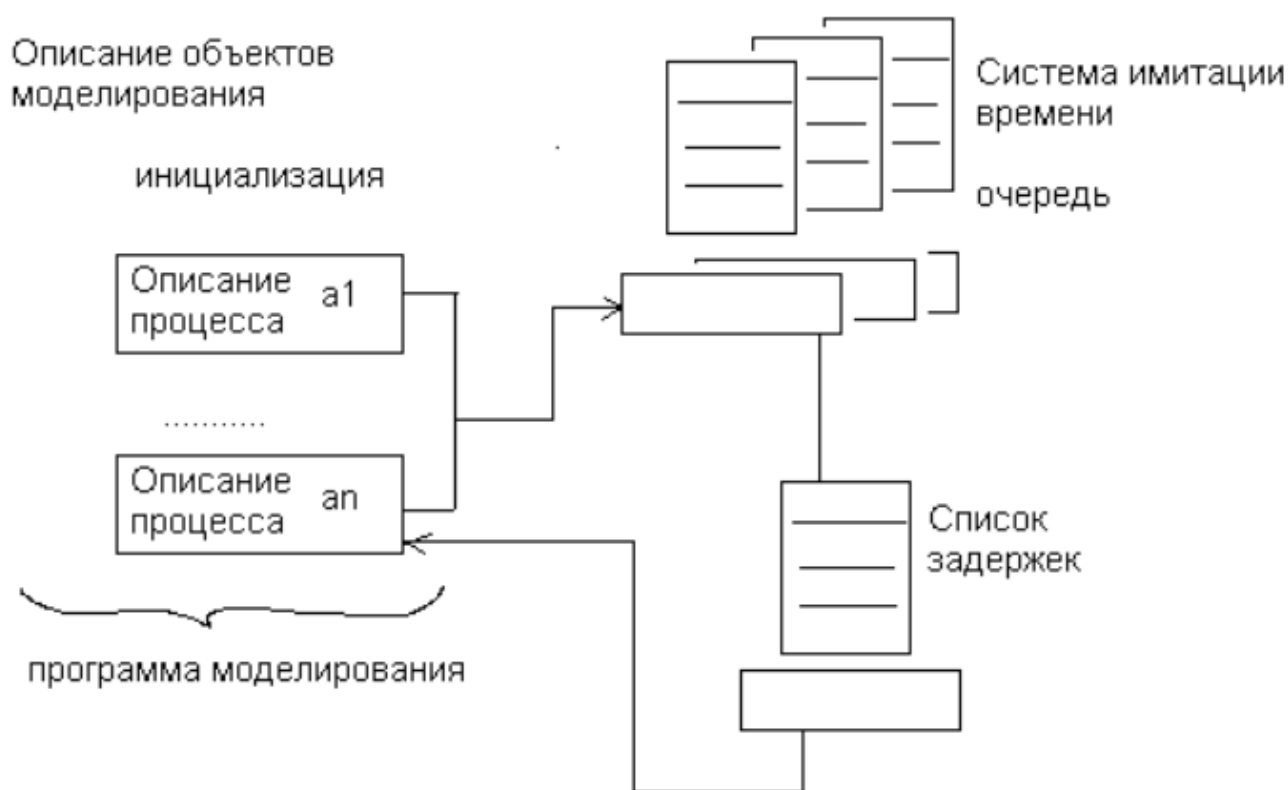 Описание объектов
моделирования
инициализация
Система имитации
времени
очередь
Описание
процесса a1
...........
Описание
процесса an
Список
задержек
программа моделирования